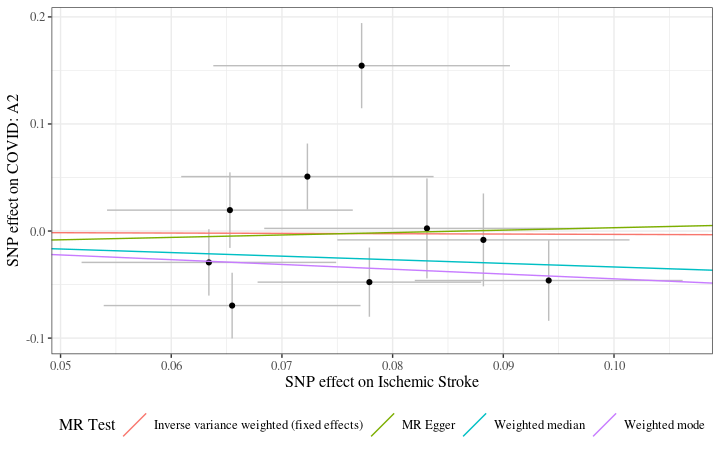 SNP effect on COVID: A2
0.2
0.1
0.0
-0.1
0.05 0.06 0.07 0.08 0.09 0.10
SNP effect on Ischemic Stroke
MR Test Inverse variance weighted (fixed effects) MR Egger Weighted median Weighted mode